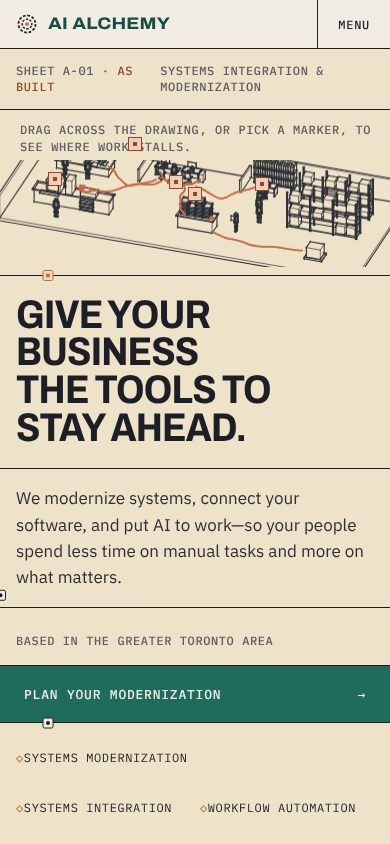 AI ALCHEMY
MENU
SHEET A-01 · AS BUILT
SYSTEMS INTEGRATION & MODERNIZATION
DRAG ACROSS THE DRAWING, OR PICK A MARKER, TO
SEE WHERE WORK STALLS.
GIVE YOUR
BUSINESS
THE TOOLS TO
STAY AHEAD.
We modernize systems, connect your
software, and put AI to work—so your people
spend less time on manual tasks and more on
what matters.
BASED IN THE GREATER TORONTO AREA
PLAN YOUR MODERNIZATION →
◇SYSTEMS MODERNIZATION
◇SYSTEMS INTEGRATION ◇WORKFLOW AUTOMATION